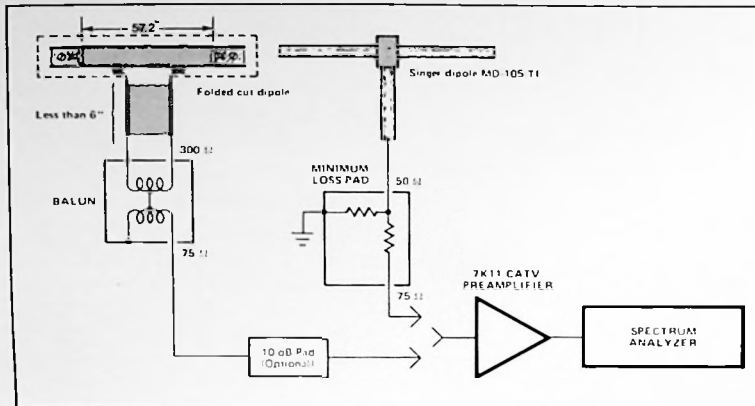 57.2"
Folded cut dipole
Less than 6"
300 Ω
BALUN
75 Ω
Singer dipole MD-105 T1
MINIMUM
LOSS PAD
50 Ω
75 Ω
7K11 CATV
PREAMPLIFIER
SPECTRUM
ANALYZER
10 dB Pad
(Optional)